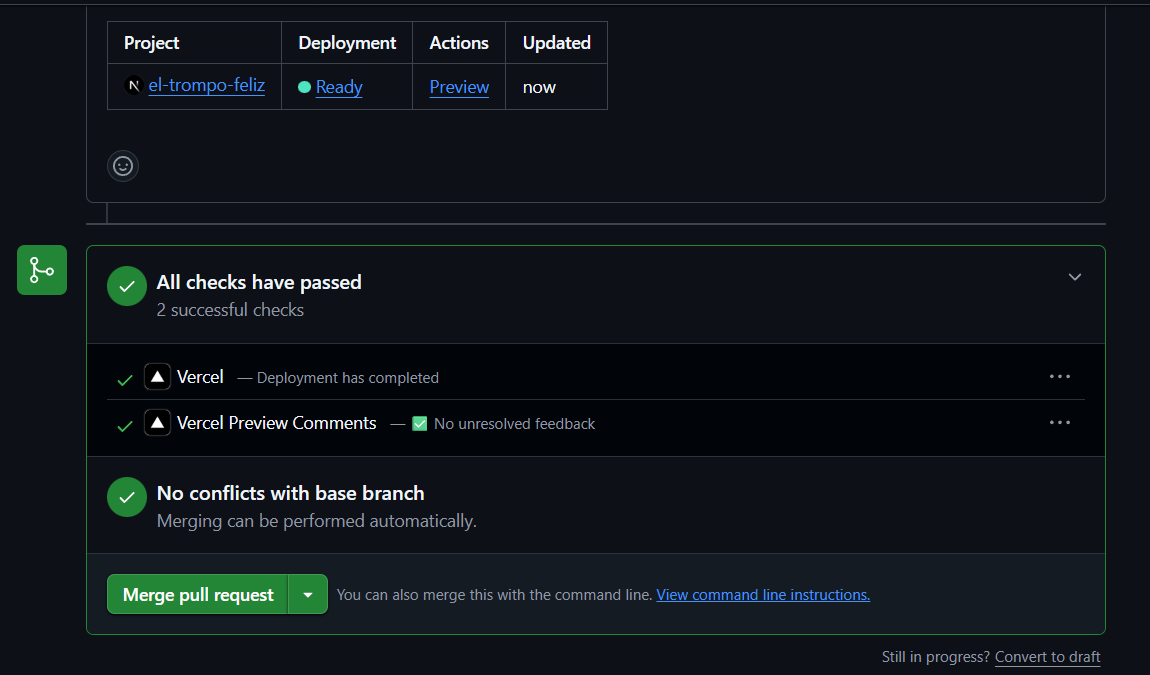 Project Deployment Actions Updated
N el-trompo-feliz Ready Preview now
All checks have passed
2 successful checks
Vercel — Deployment has completed
Vercel Preview Comments — ✅ No unresolved feedback
No conflicts with base branch
Merging can be performed automatically.
Merge pull request You can also merge this with the command line. View command line instructions.
Still in progress? Convert to draft